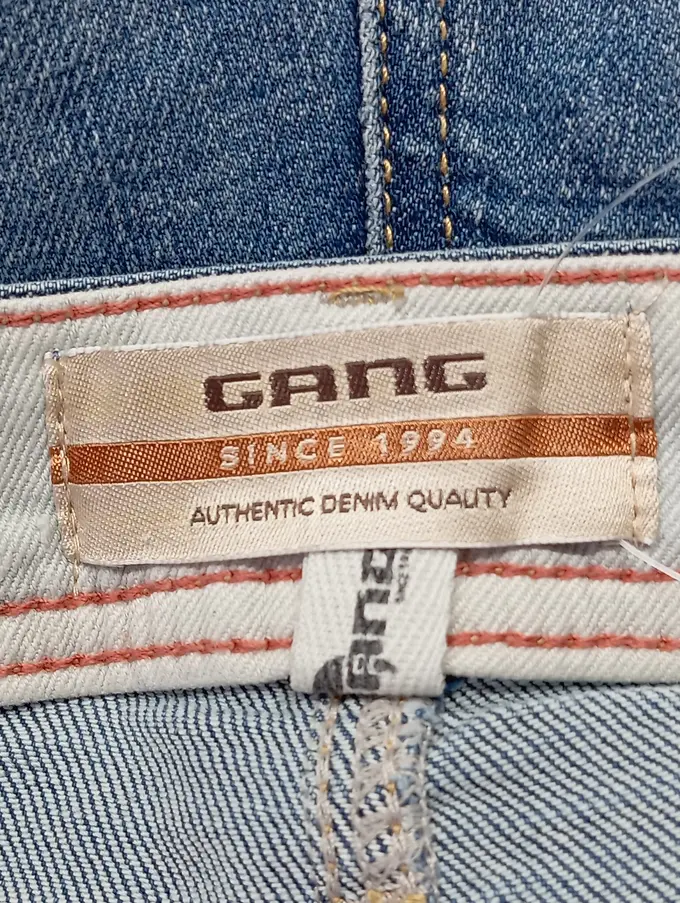 GANG
SINCE 1994
AUTHENTIC DENIM QUALITY